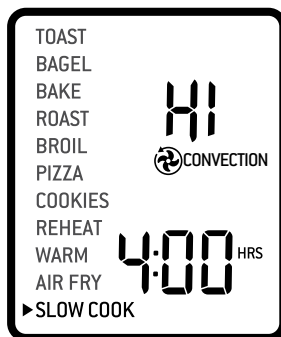 TOAST
BAGEL
BAKE
ROAST
BROIL
PIZZA
COOKIES
REHEAT
WARM
AIR FRY
▶SLOW COOK
HI
CONVECTION
4:00 HRS